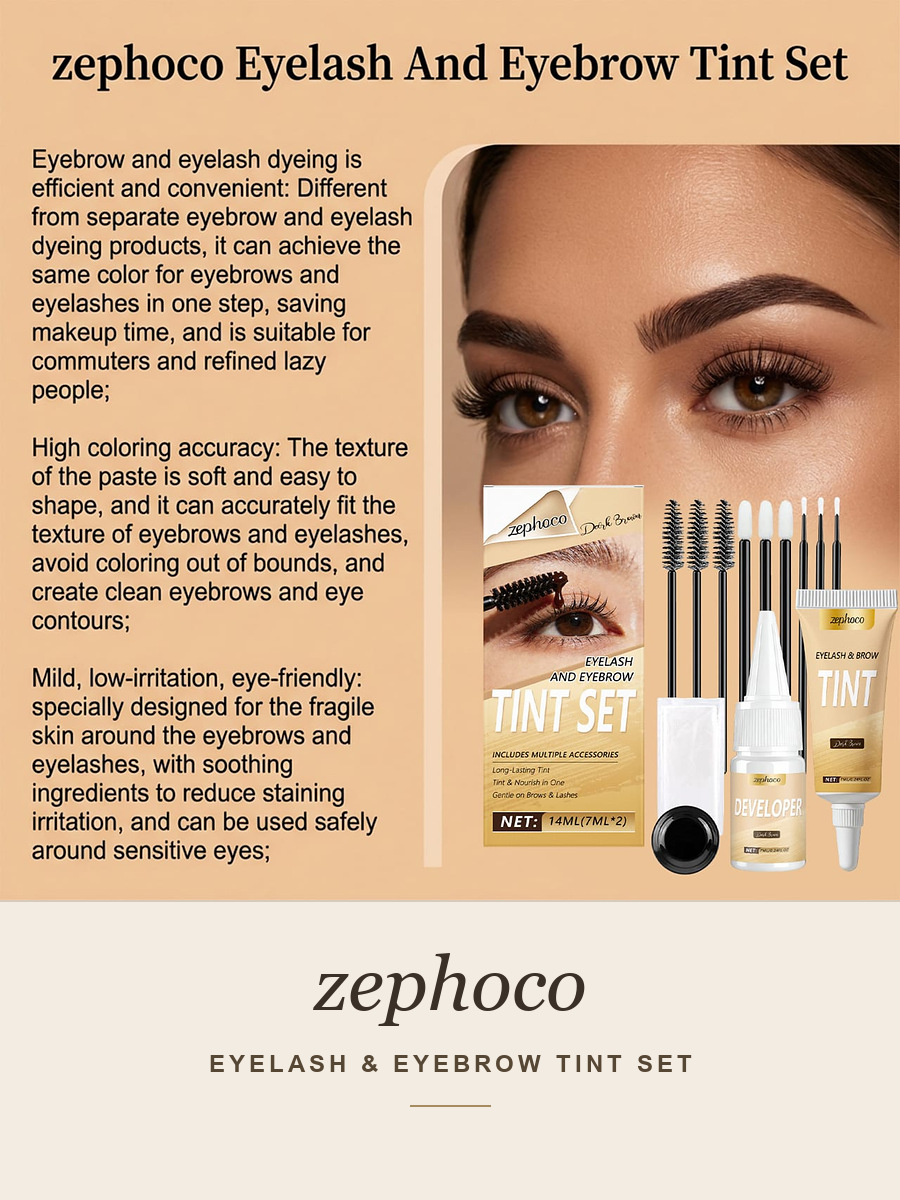 zephoco Eyelash And Eyebrow Tint Set
Eyebrow and eyelash dyeing is
efficient and convenient: Different
from separate eyebrow and eyelash
dyeing products, it can achieve the
same color for eyebrows and
eyelashes in one step, saving
makeup time, and is suitable for
commuters and refined lazy
people;
High coloring accuracy: The texture
of the paste is soft and easy to
shape, and it can accurately fit the
texture of eyebrows and eyelashes,
avoid coloring out of bounds, and
create clean eyebrows and eye
contours;
Mild, low-irritation, eye-friendly:
specially designed for the fragile
skin around the eyebrows and
eyelashes, with soothing
ingredients to reduce staining
irritation, and can be used safely
around sensitive eyes;
zephoco
Dark Brown
EYELASH
AND EYEBROW
TINT SET
INCLUDES MULTIPLE ACCESSORIES
Long-Lasting Tint
Tint & Nourish in One
Gentle on Brows & Lashes
NET: 14ML(7ML*2)
zephoco
DEVELOPER
Dark Brown
NET:
zephoco
EYELASH & BROW
TINT
Dark Brown
NET:
zephoco
EYELASH & EYEBROW TINT SET